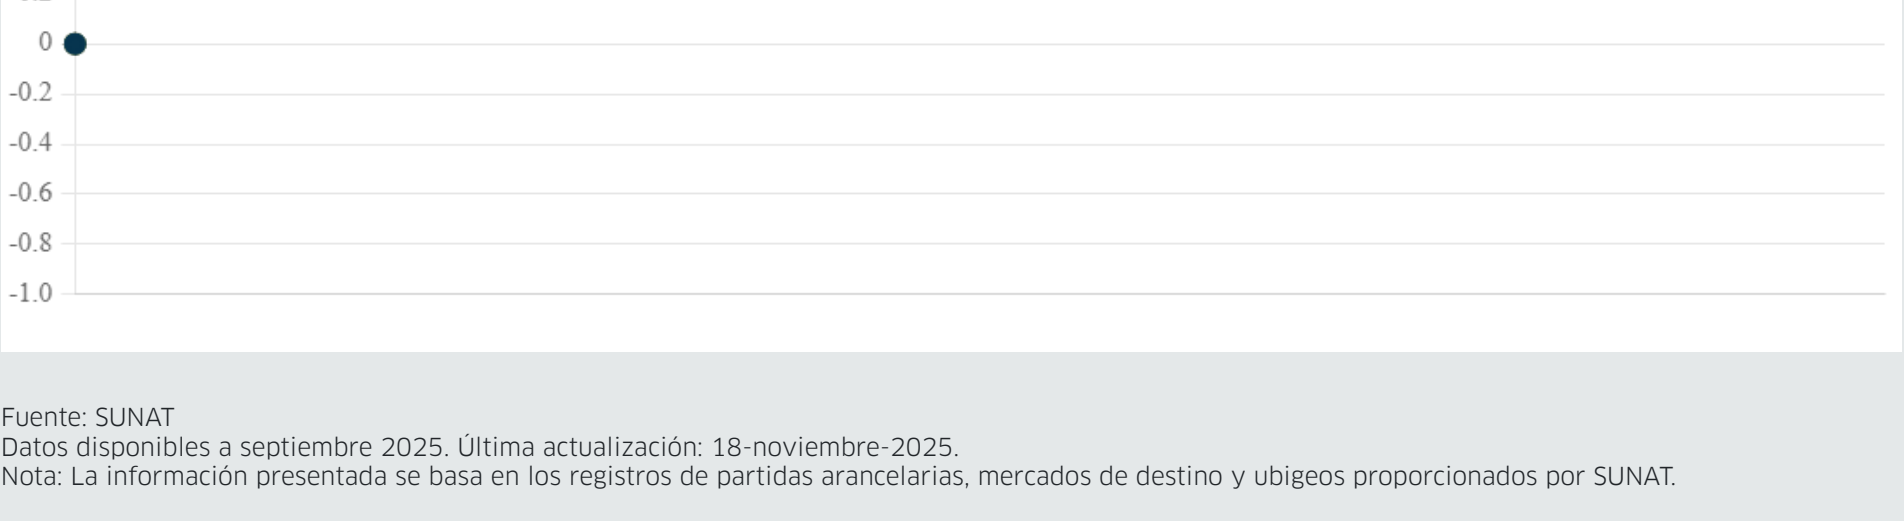 0
-0.2
-0.4
-0.6
-0.8
-1.0
Fuente: SUNAT
Datos disponibles a septiembre 2025. Última actualización: 18-noviembre-2025.
Nota: La información presentada se basa en los registros de partidas arancelarias, mercados de destino y ubigeos proporcionados por SUNAT.